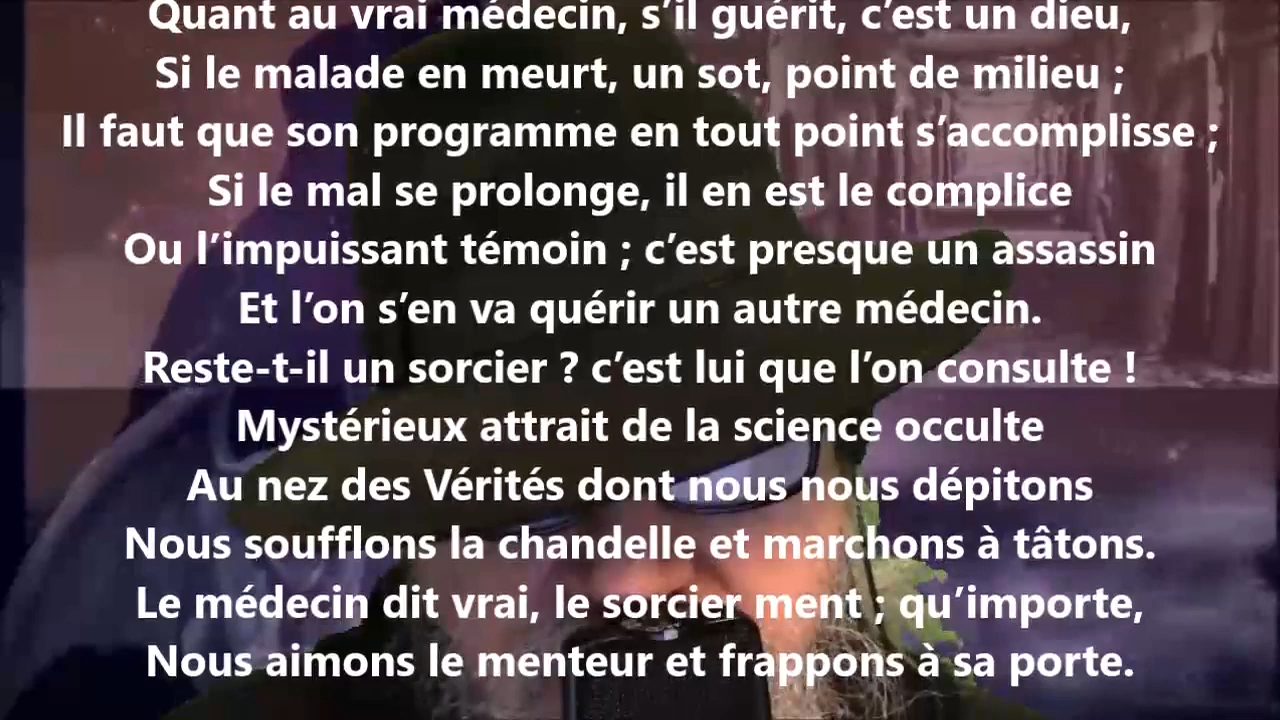 Quant au vrai médecin, s’il guérit, c’est un dieu,
Si le malade en meurt, un sot, point de milieu ;
Il faut que son programme en tout point s’accomplisse ;
Si le mal se prolonge, il en est le complice
Ou l’impuissant témoin ; c’est presque un assassin
Et l’on s’en va quérir un autre médecin.
Reste-t-il un sorcier ? c’est lui que l’on consulte !
Mystérieux attrait de la science occulte
Au nez des Vérités dont nous nous dépitons
Nous soufflons la chandelle et marchons à tâtons.
Le médecin dit vrai, le sorcier ment ; qu’importe,
Nous aimons le menteur et frappons à sa porte.